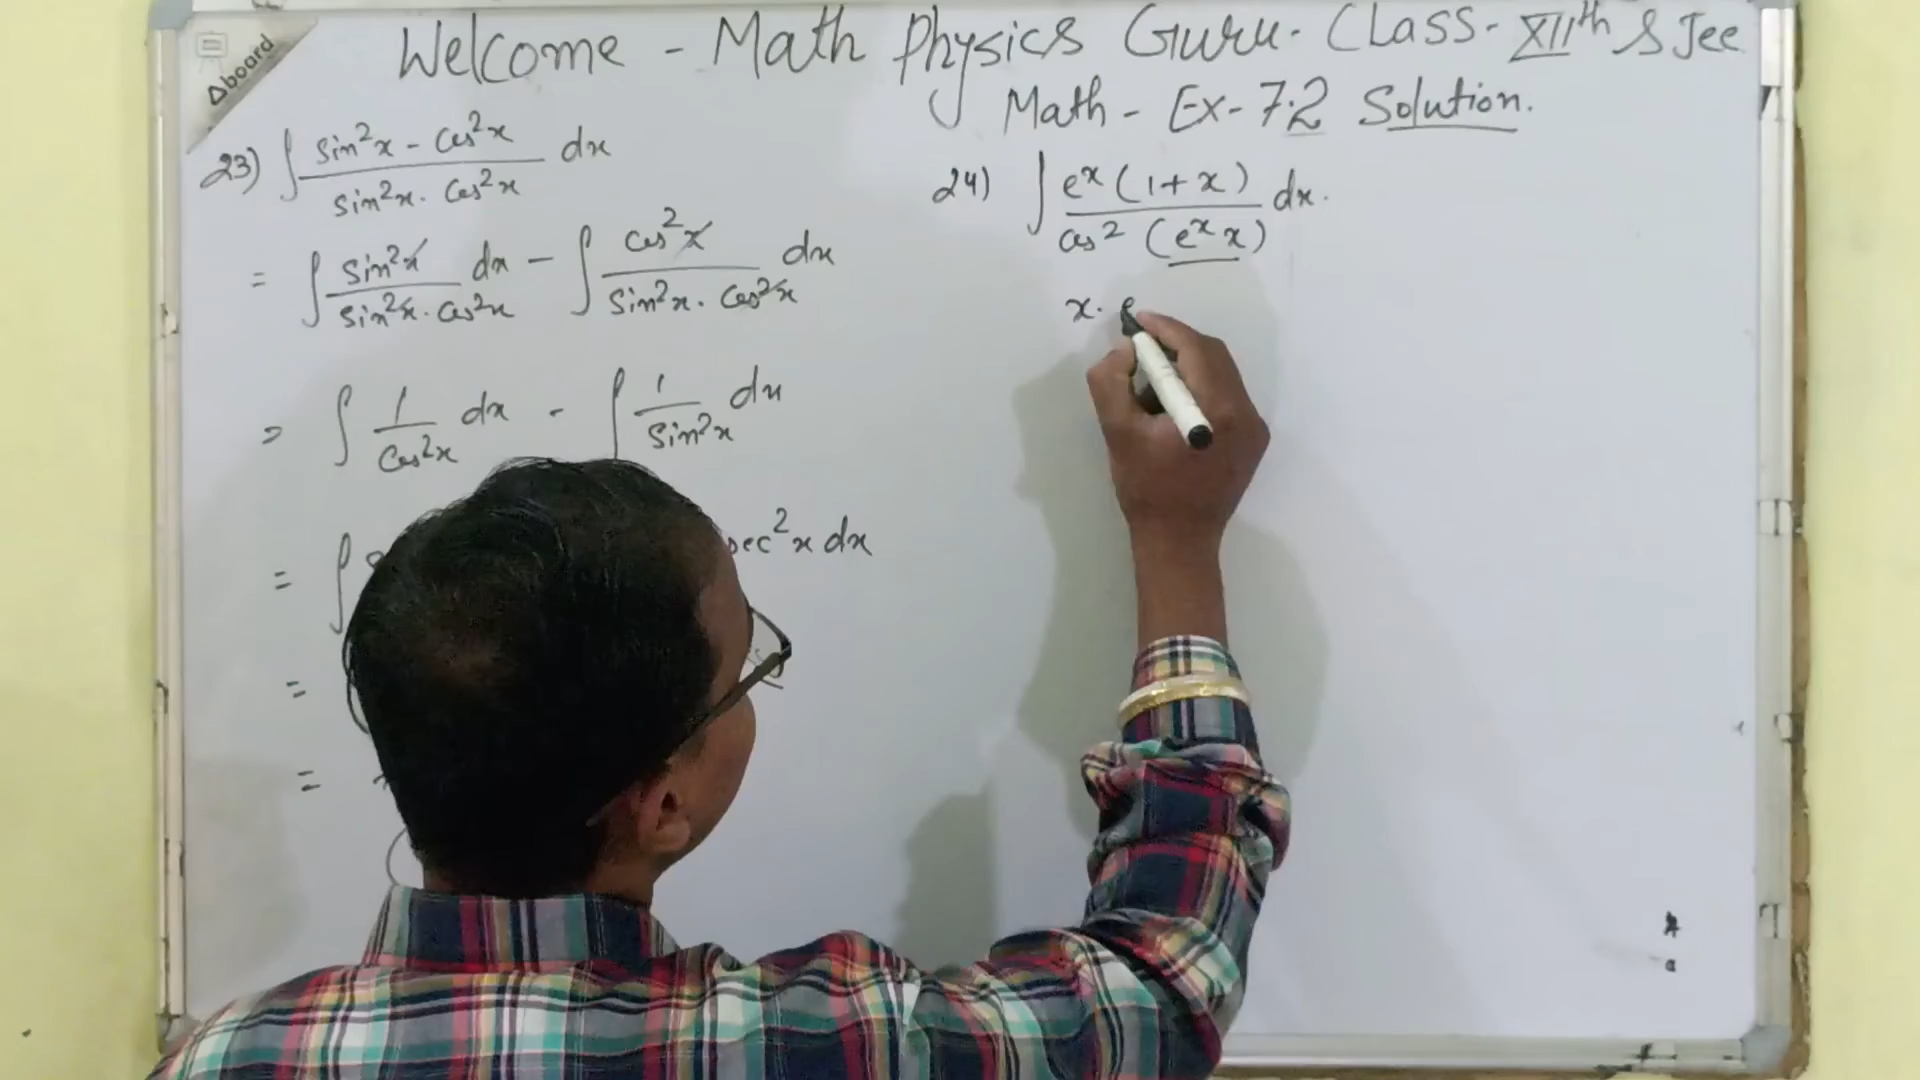 Δboard
Welcome - Math Physics Guru. Class - XIIth & Jee
Math - Ex - 7.2 Solution.
23) ∫ (sin²x - cos²x) / (sin²x · cos²x) dx
= ∫ sin²x / (sin²x · cos²x) dx - ∫ cos²x / (sin²x · cos²x) dx
= ∫ 1/cos²x dx - ∫ 1/sin²x dx
= ∫ sec²x dx
=
=
24) ∫ eˣ(1+x) / cos²(eˣx) dx.
x. e